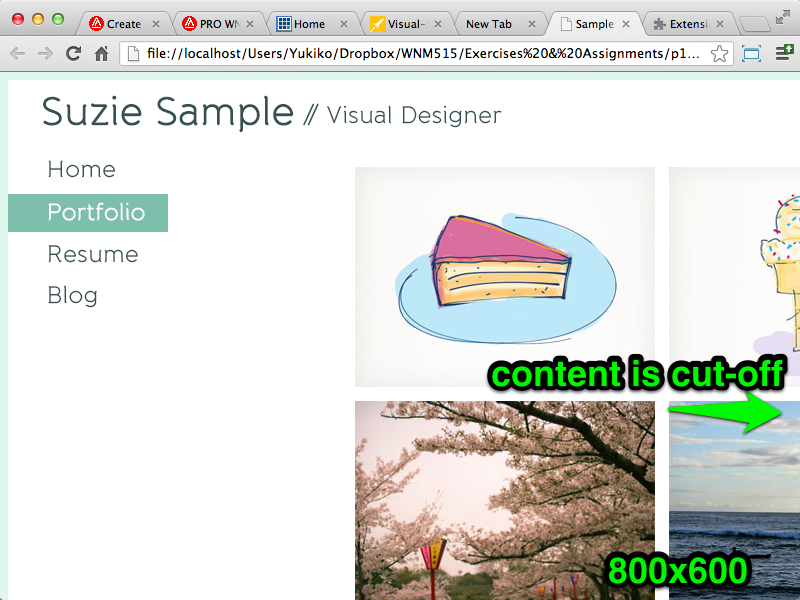 Create
PRO WN
Home
Visual-
New Tab
Sample
Extensi
file://localhost/Users/Yukiko/Dropbox/WNM515/Exercises%20&%20Assignments/p1...
Suzie Sample // Visual Designer
Home
Portfolio
Resume
Blog
content is cut-off
800x600